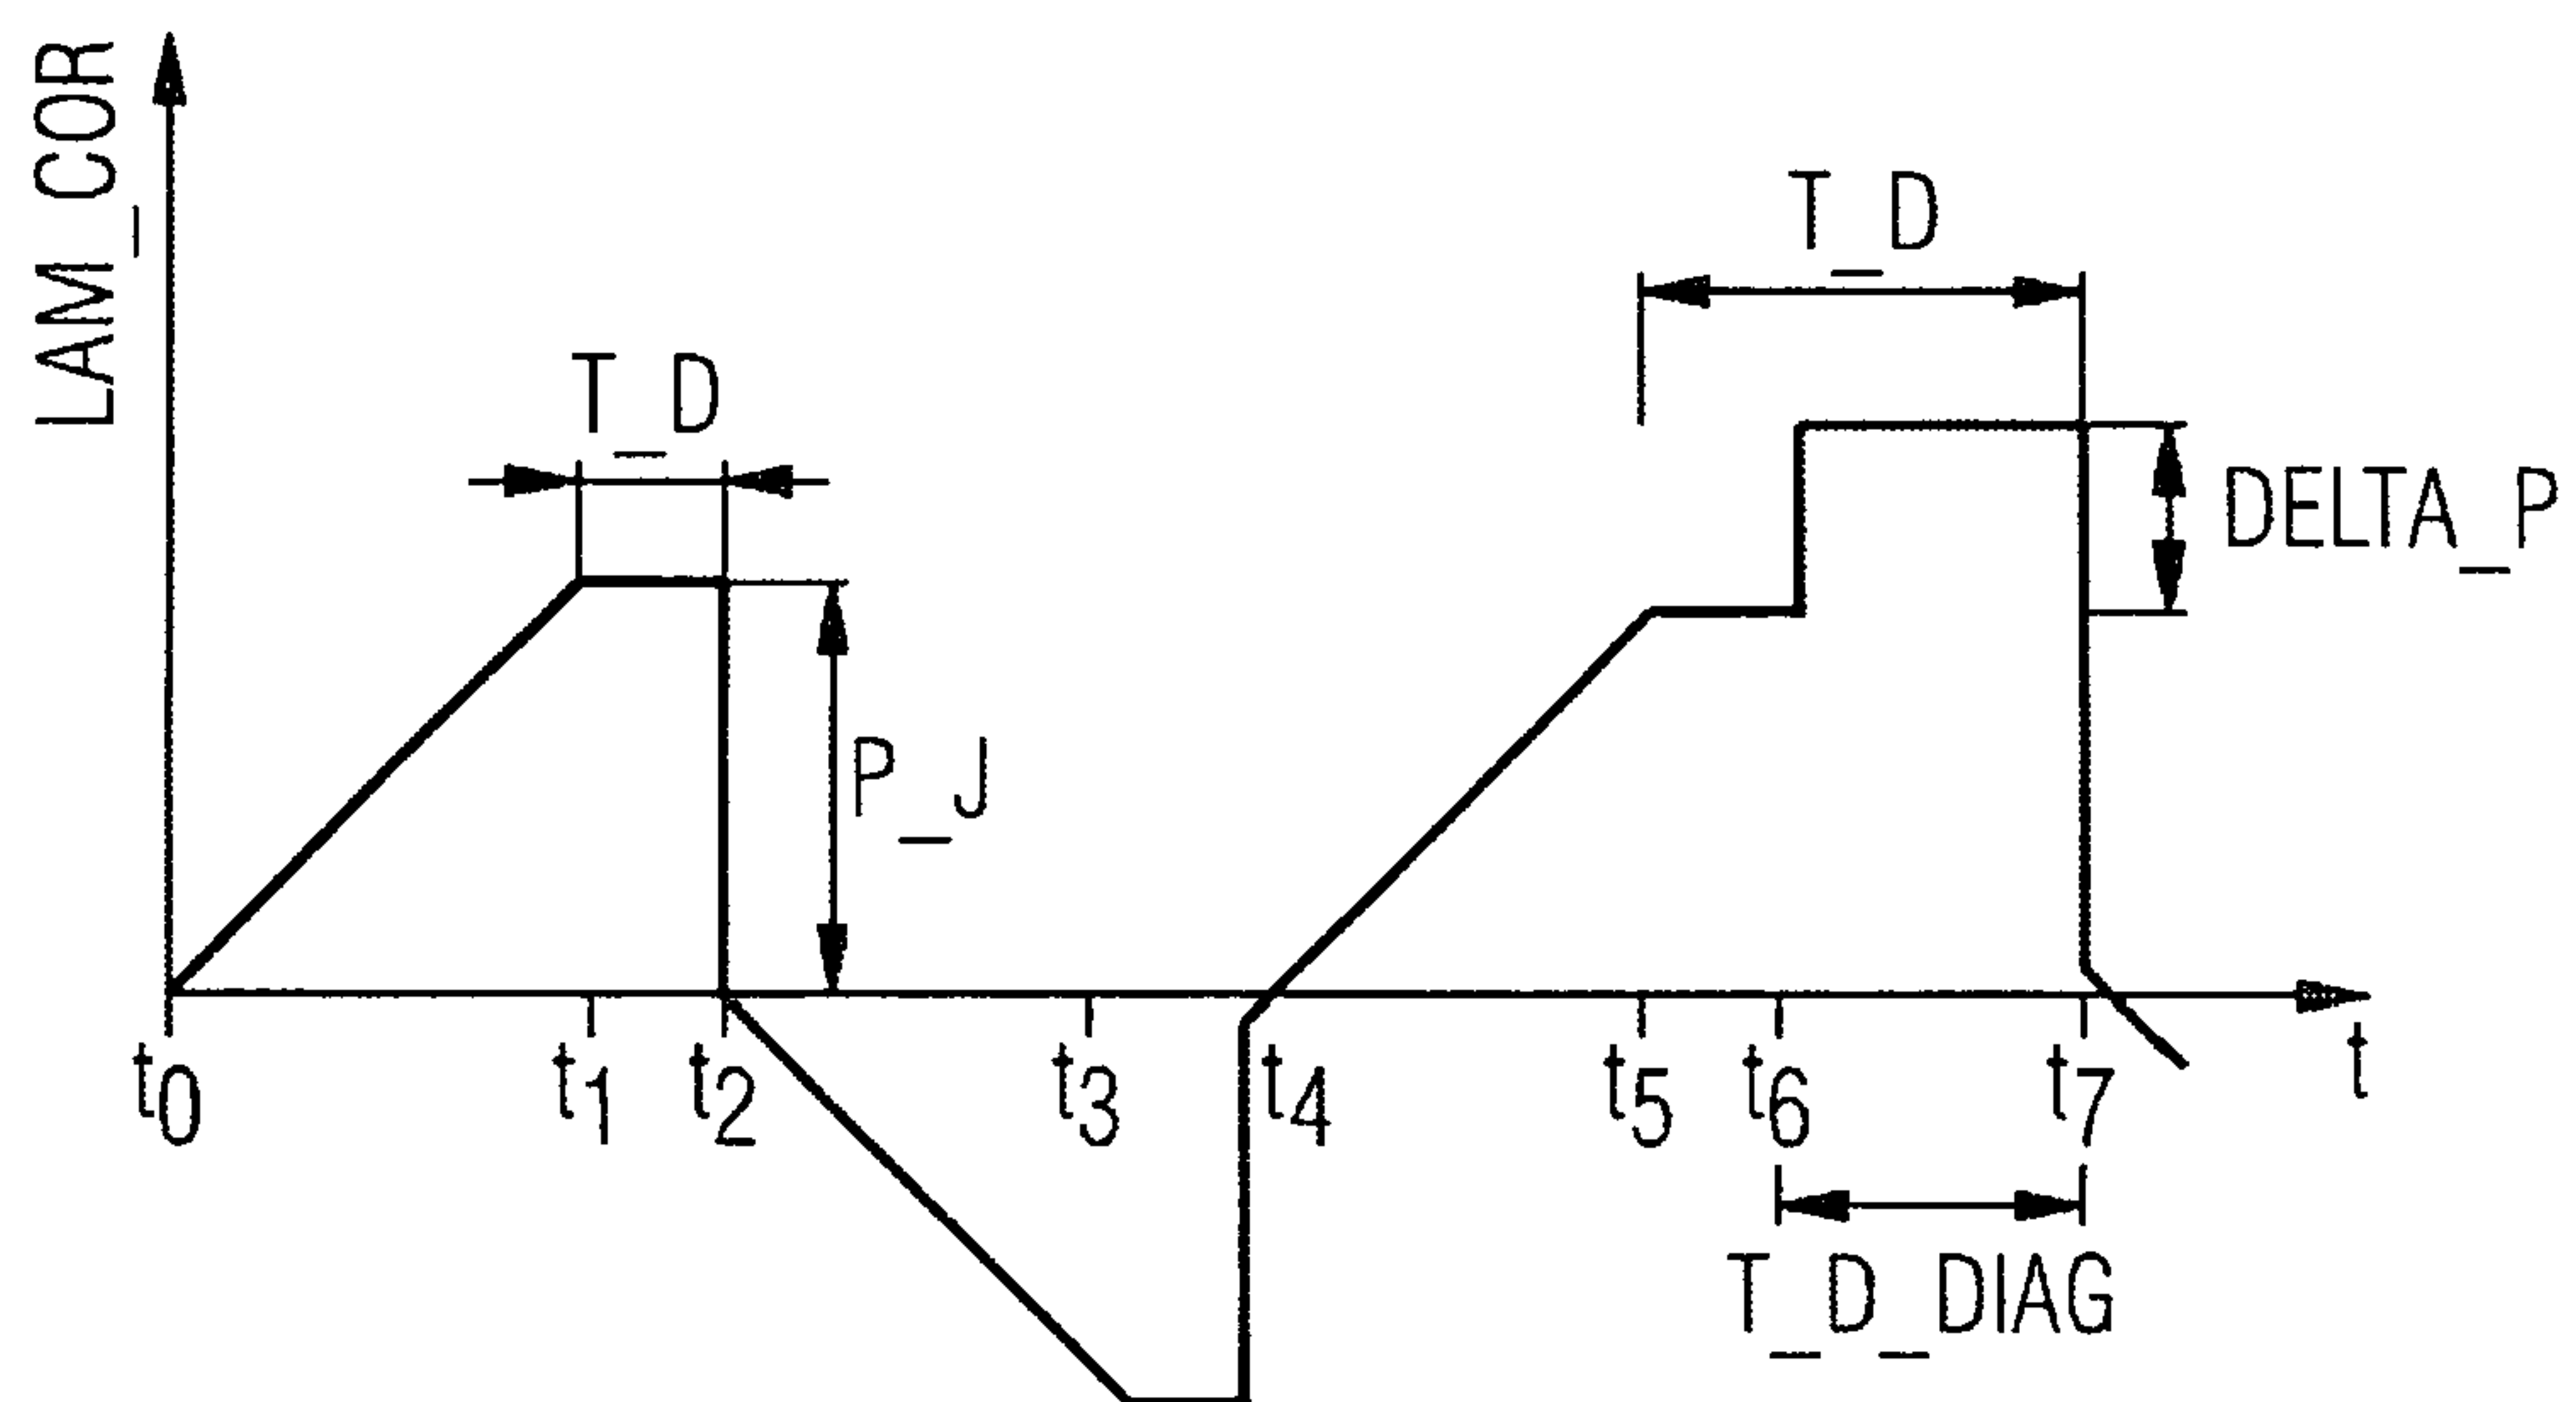 LAM_COR
T_D
T_D
DELTA_P
P_J
t0 t1 t2 t3 t4 t5 t6 t7 t
T_D_DIAG